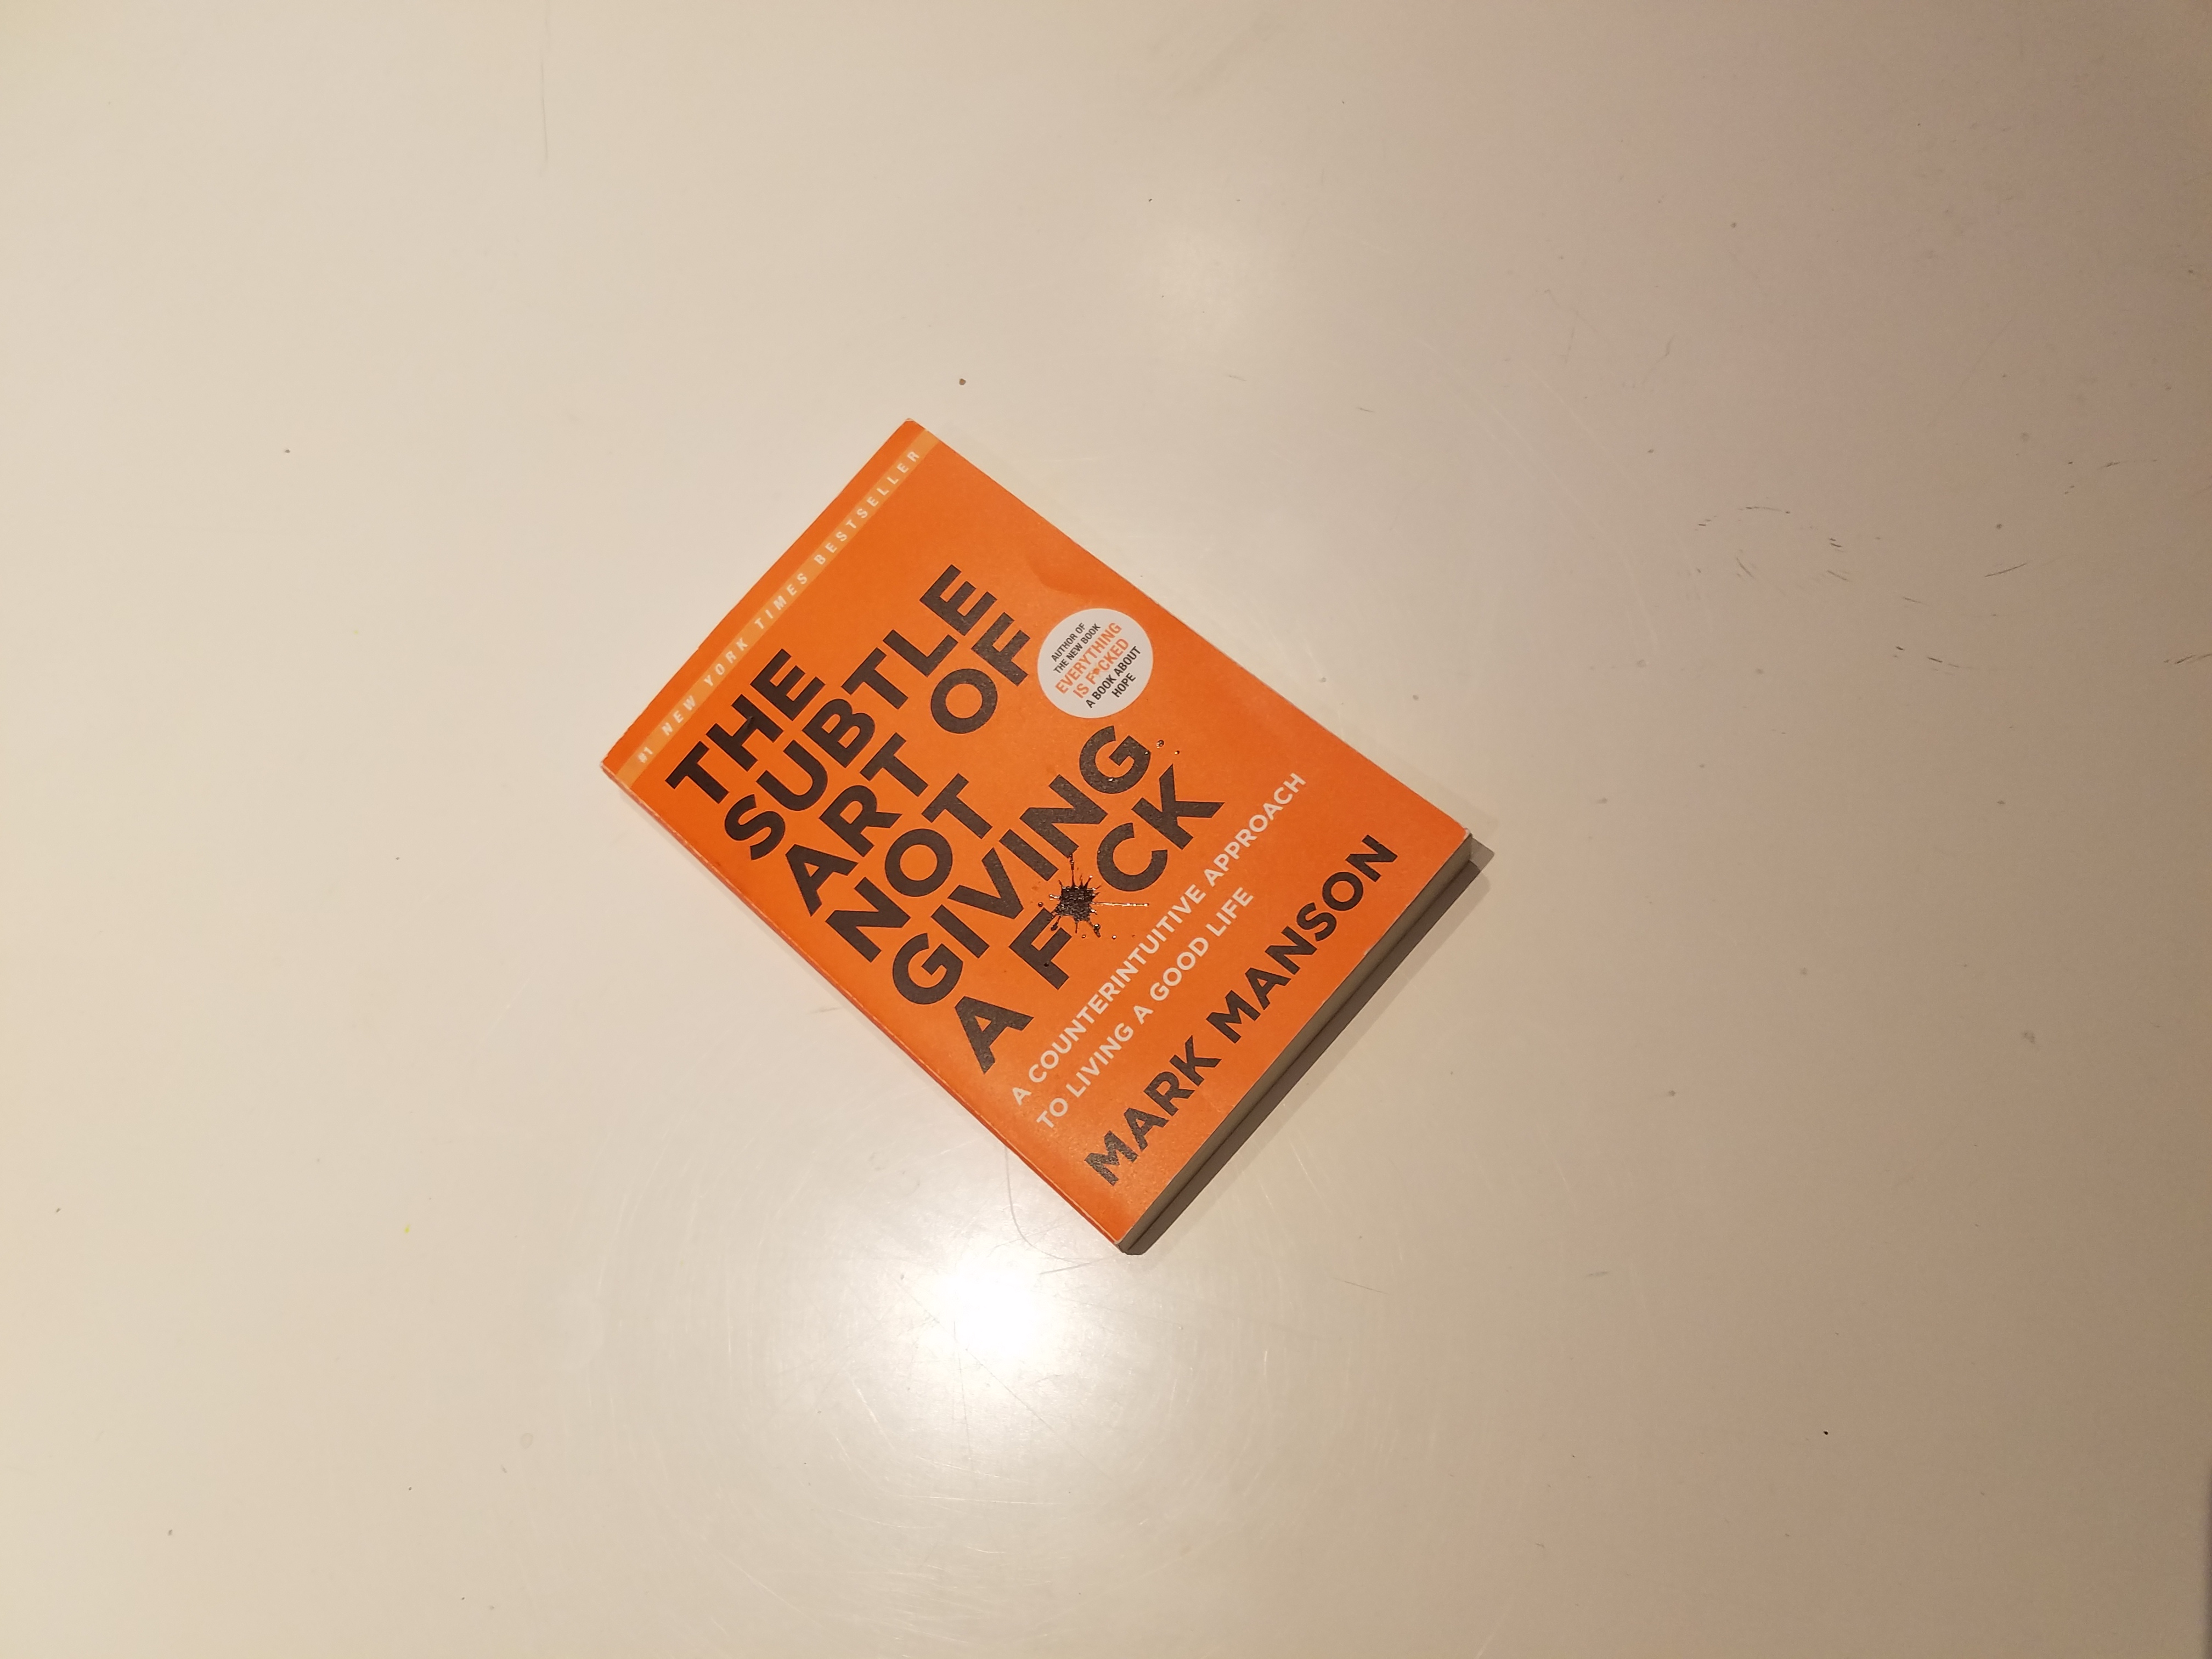 #1 NEW YORK TIMES BESTSELLER
THE
SUBTLE
ART OF
NOT
GIVING
A F*CK
AUTHOR OF
THE NEW BOOK
EVERYTHING
IS F*CKED
A BOOK ABOUT
HOPE
A COUNTERINTUITIVE APPROACH
TO LIVING A GOOD LIFE
MARK MANSON